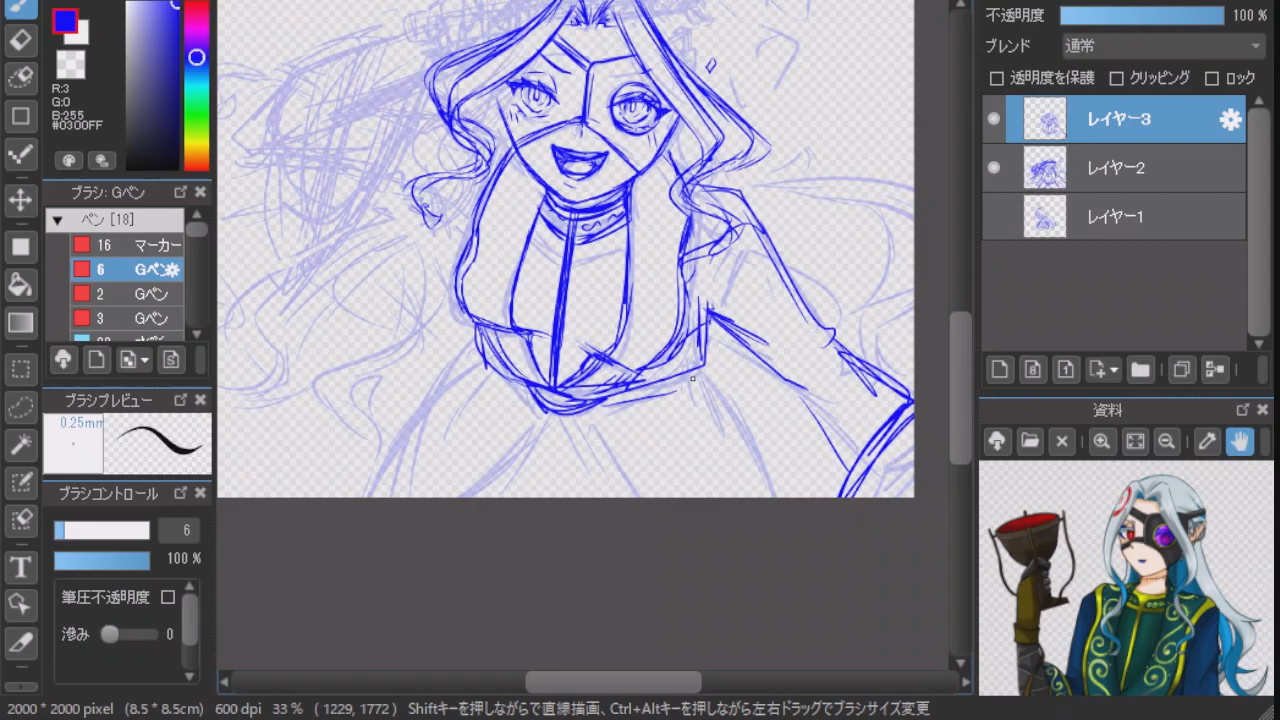 R:3
G:0
B:255
#0300FF
ブラシ: Gペン
ペン [18]
16 マーカー
6 Gペン
2 Gペン
3 Gペン
ブラシプレビュー
0.25mm
ブラシコントロール
6
100 %
筆圧不透明度
滲み 0
T
不透明度 100 %
ブレンド 通常
透明度を保護 クリッピング ロック
レイヤー3
レイヤー2
レイヤー1
資料
2000 * 2000 pixel (8.5 * 8.5cm) 600 dpi 33 % ( 1229, 1772 ) Shiftキーを押しながらで直線描画、Ctrl+Altキーを押しながら左右ドラッグでブラシサイズ変更